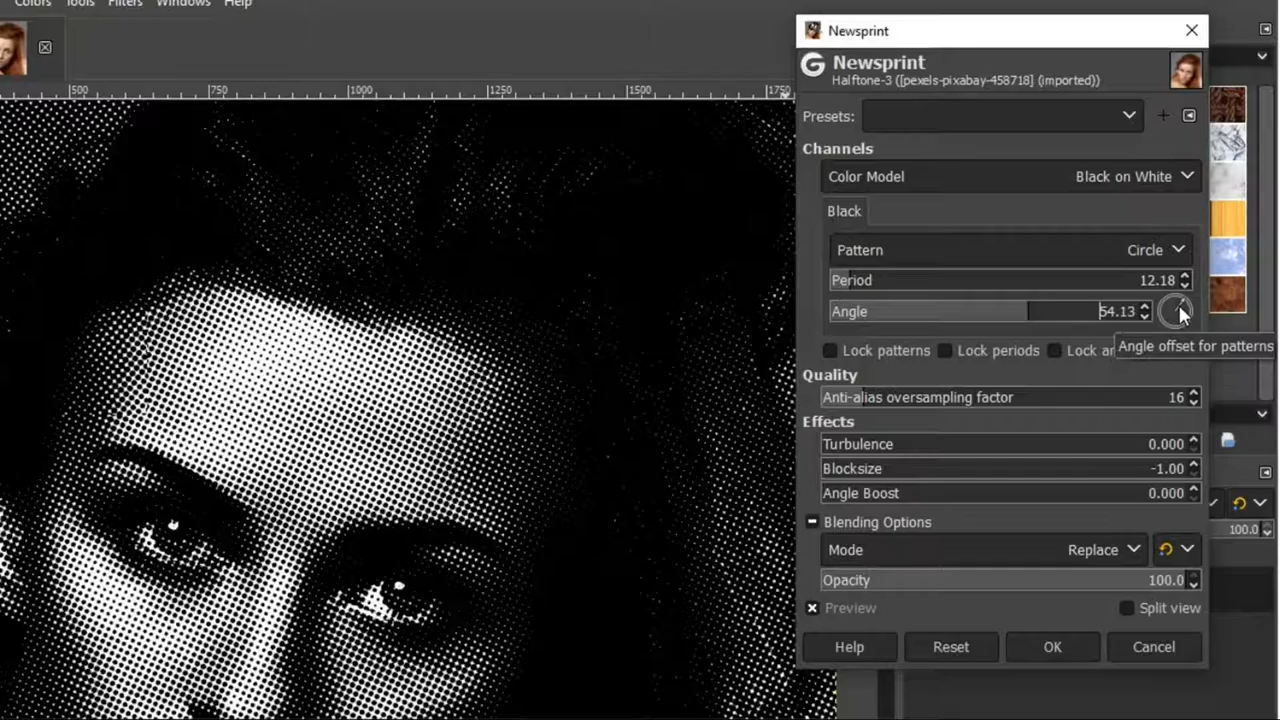 Colors Tools Filters Windows Help
500 750 1000 1250 1500 1750
Newsprint
Newsprint
Halftone-3 ([pexels-pixabay-458718] (imported))
Presets:
Channels
Color Model Black on White
Black
Pattern Circle
Period 12.18
Angle 54.13
Lock patterns Lock periods
Angle offset for patterns
Quality
Anti-alias oversampling factor 16
Effects
Turbulence 0.000
Blocksize -1.00
Angle Boost 0.000
Blending Options
100.0
Mode Replace
Opacity 100.0
Preview Split view
Help Reset OK Cancel